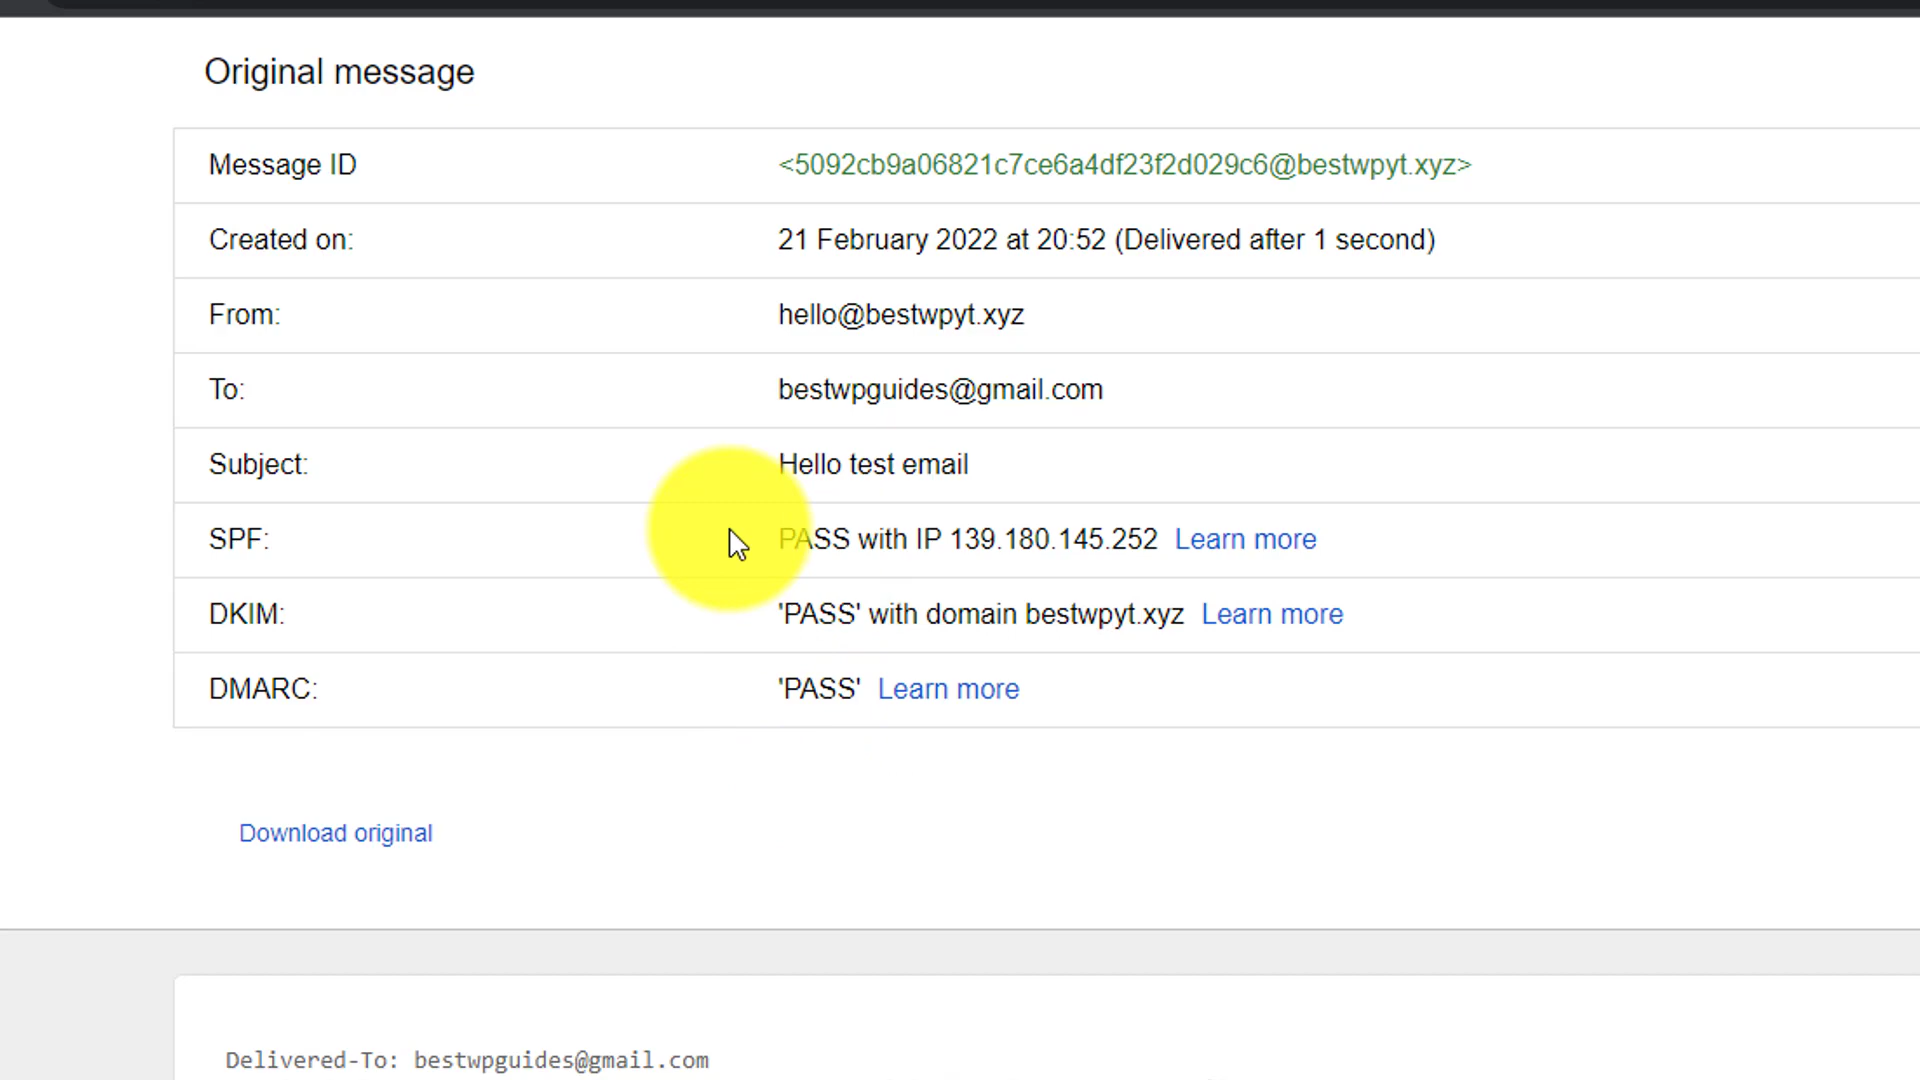 Original message
Message ID <5092cb9a06821c7ce6a4df23f2d029c6@bestwpyt.xyz>
Created on: 21 February 2022 at 20:52 (Delivered after 1 second)
From: hello@bestwpyt.xyz
To: bestwpguides@gmail.com
Subject: Hello test email
SPF: PASS with IP 139.180.145.252 Learn more
DKIM: 'PASS' with domain bestwpyt.xyz Learn more
DMARC: 'PASS' Learn more
Download original
Delivered-To: bestwpguides@gmail.com